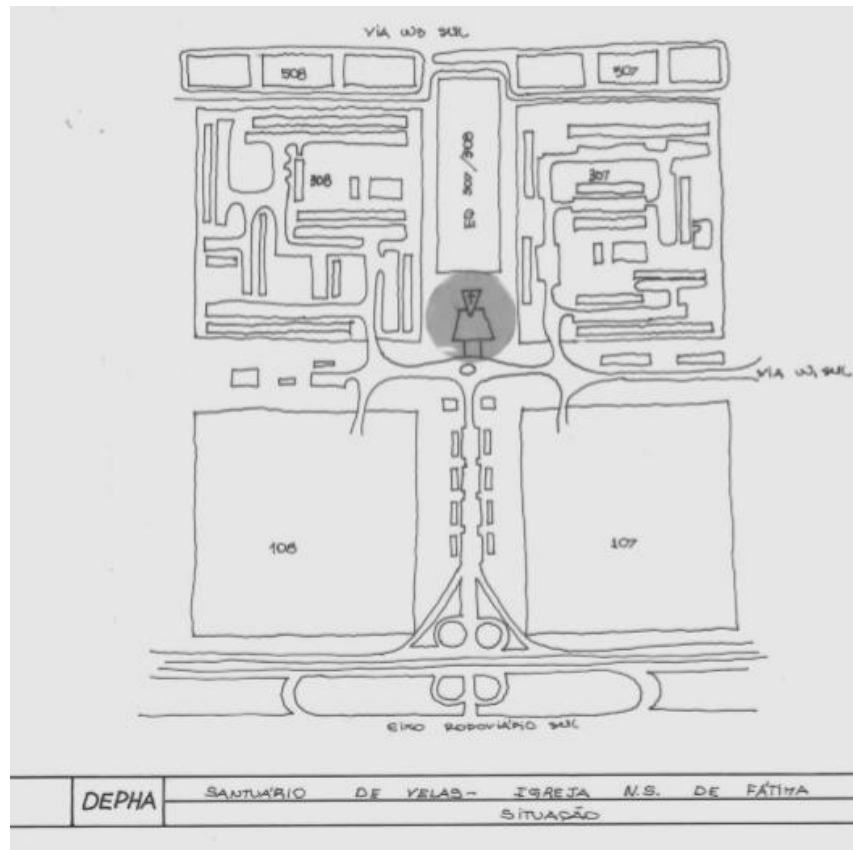 VIA W3 SUL
508
507
308
EQ 307/308
307
VIA W1 SUL
108
107
EIXO RODOVIÁRIO SUL
DEPHA
SANTUÁRIO DE VELAS - IGREJA N.S. DE FÁTIMA
SITUAÇÃO